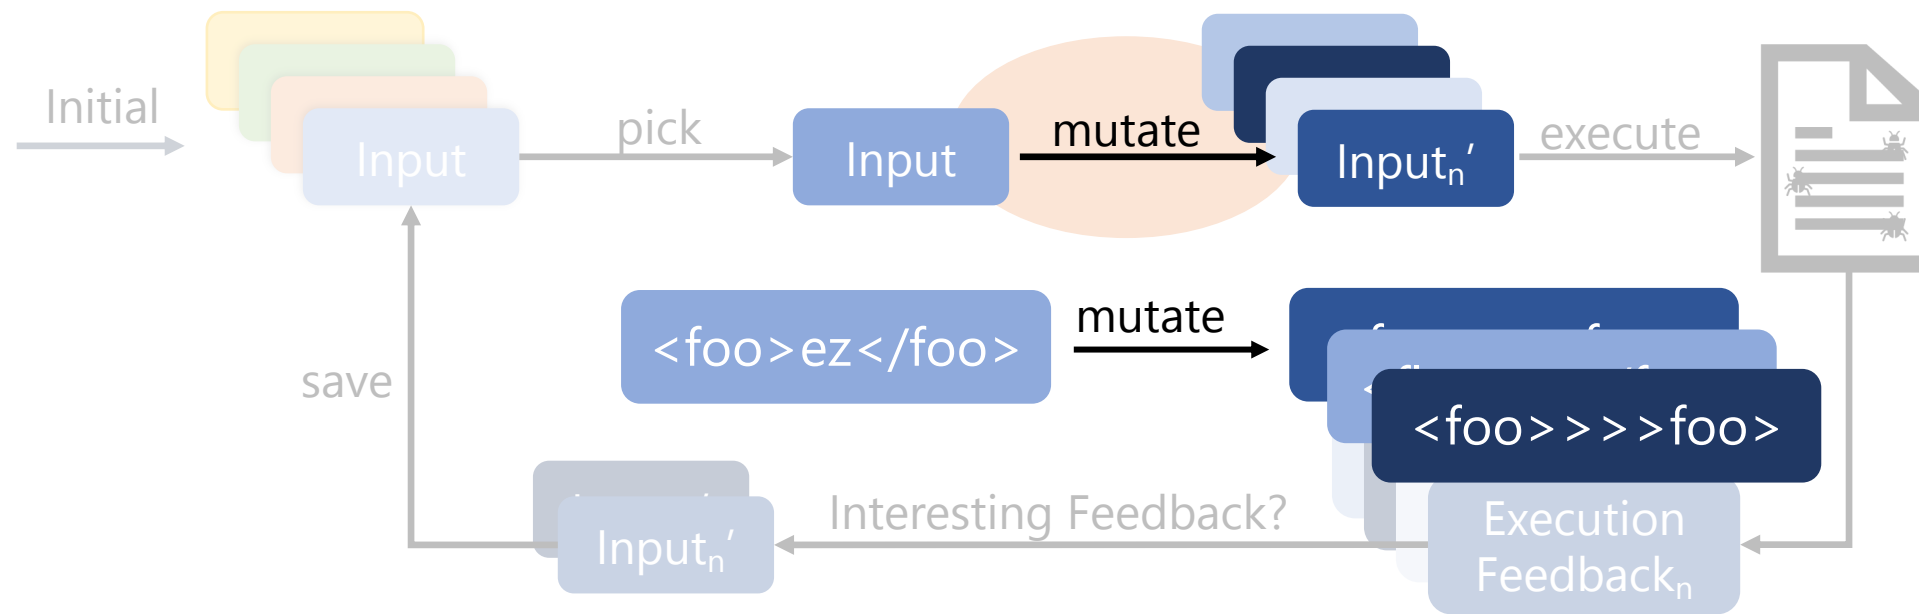 Initial
Input
pick
Input
mutate
Inputₙ′
execute
<foo>ez</foo>
mutate
<foo>>>>foo>
save
Inputₙ′
Interesting Feedback?
Execution
Feedbackₙ